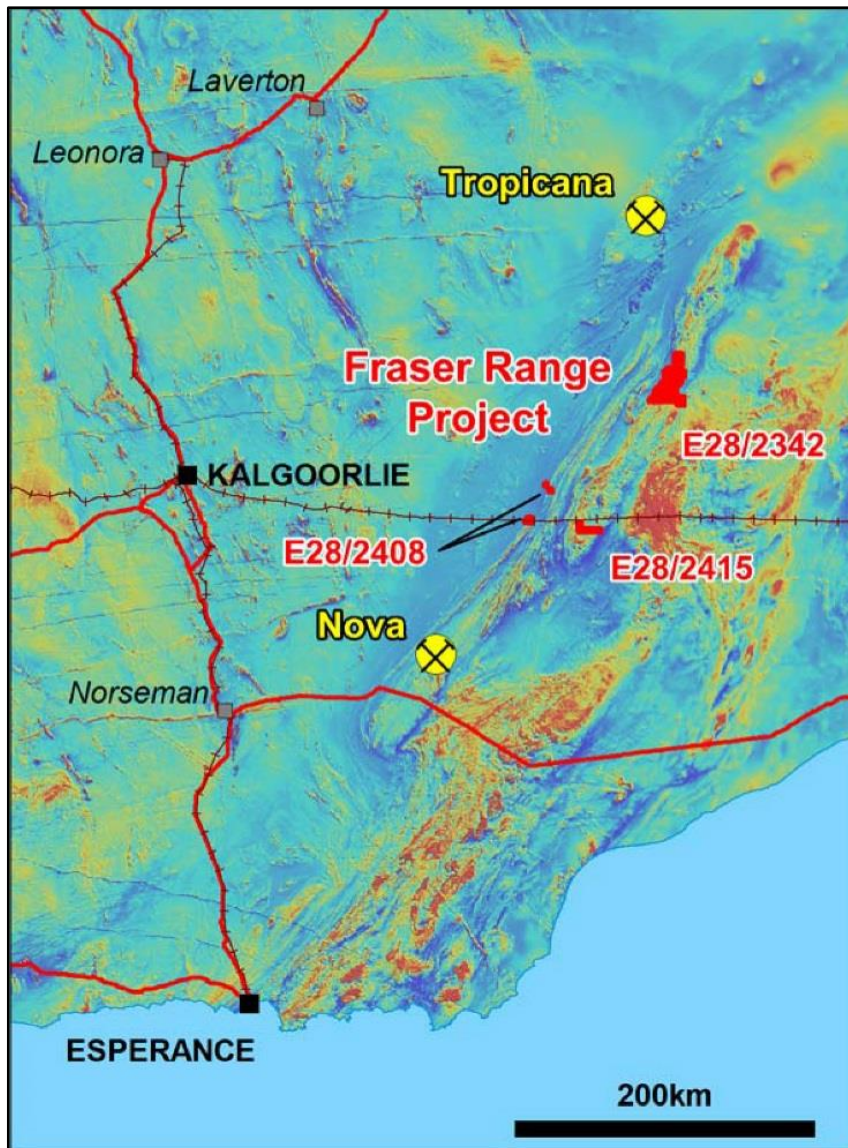 Laverton
Leonora
Tropicana
Fraser Range
Project
E28/2342
KALGOORLIE
E28/2408
E28/2415
Nova
Norseman
ESPERANCE
200km